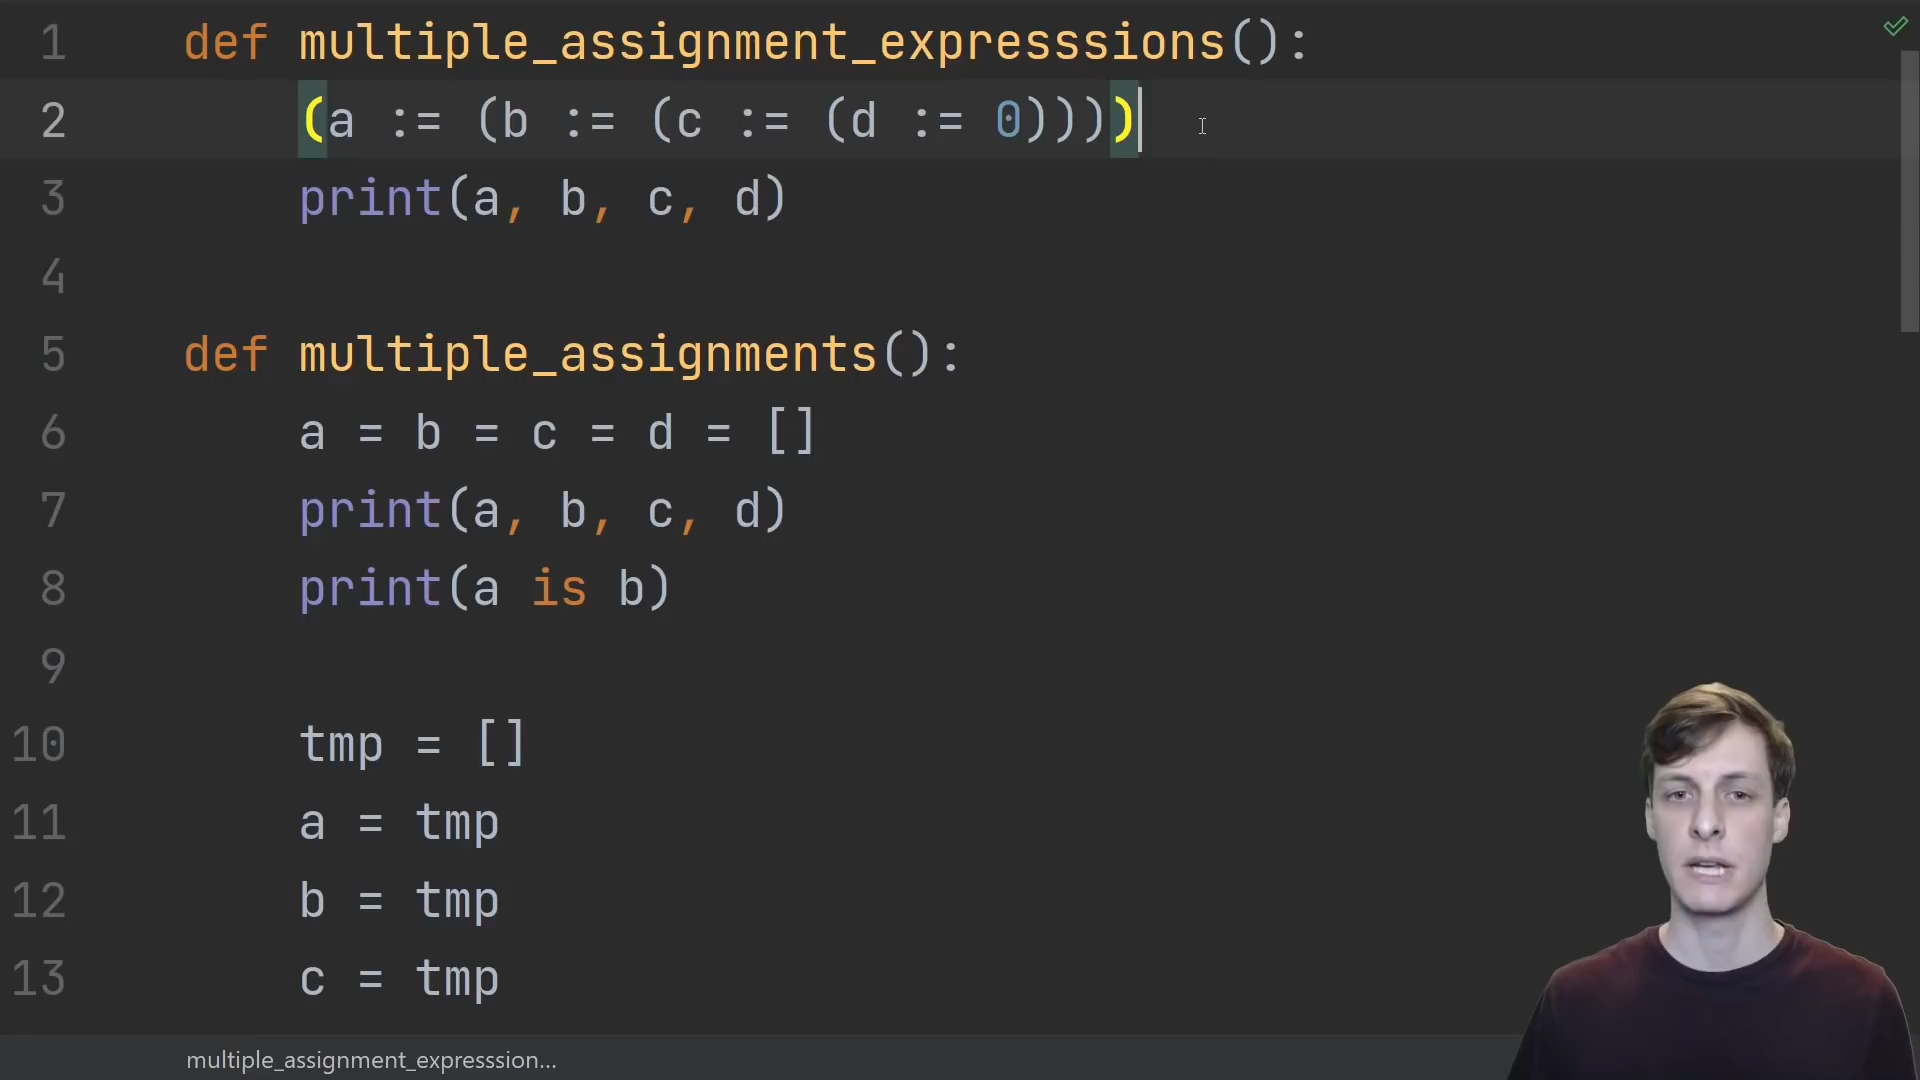 1 def multiple_assignment_expresssions():
2 (a := (b := (c := (d := 0))))
3 print(a, b, c, d)
4
5 def multiple_assignments():
6 a = b = c = d = []
7 print(a, b, c, d)
8 print(a is b)
9
10 tmp = []
11 a = tmp
12 b = tmp
13 c = tmp
multiple_assignment_expresssion...